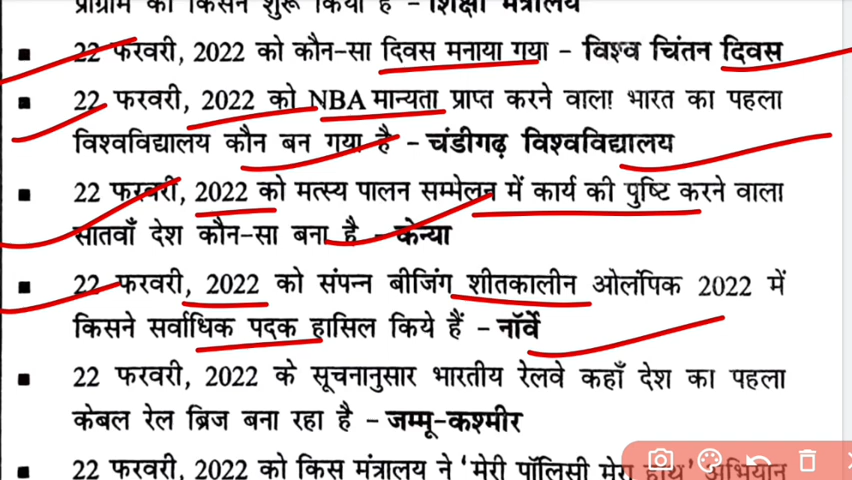 प्रोग्राम को किसने शुरू किया है - शिक्षा मंत्रालय
■ 22 फरवरी, 2022 को कौन-सा दिवस मनाया गया - विश्व चिंतन दिवस
■ 22 फरवरी, 2022 को NBA मान्यता प्राप्त करने वाला भारत का पहला
विश्वविद्यालय कौन बन गया है - चंडीगढ़ विश्वविद्यालय
■ 22 फरवरी, 2022 को मत्स्य पालन सम्मेलन में कार्य की पुष्टि करने वाला
सातवाँ देश कौन-सा बना है - केन्या
■ 22 फरवरी, 2022 को संपन्न बीजिंग शीतकालीन ओलंपिक 2022 में
किसने सर्वाधिक पदक हासिल किये हैं - नॉर्वे
■ 22 फरवरी, 2022 के सूचनानुसार भारतीय रेलवे कहाँ देश का पहला
केबल रेल ब्रिज बना रहा है - जम्मू-कश्मीर
■ 22 फरवरी, 2022 को किस मंत्रालय ने 'मेरी पॉलिसी मेरा हाथ' अभियान